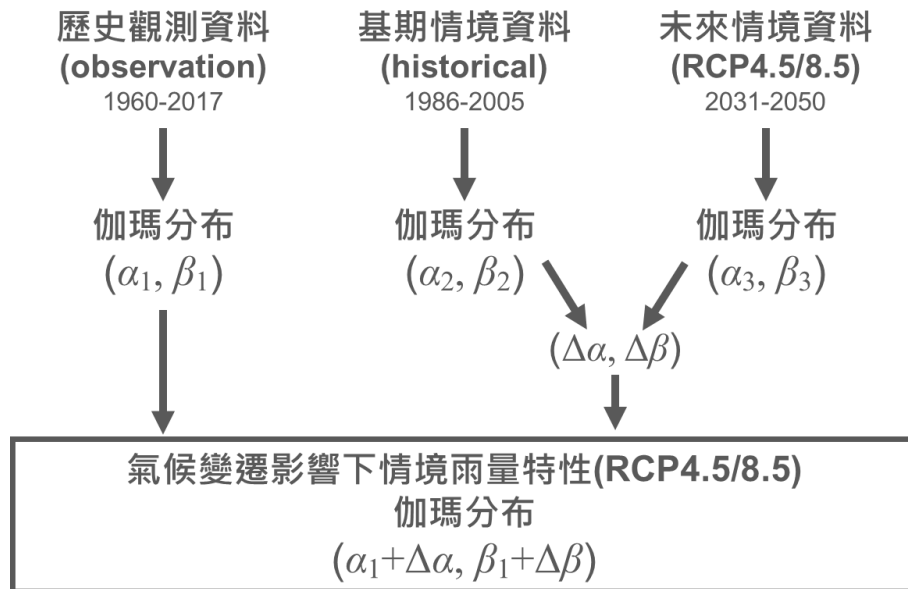 歷史觀測資料
(observation)
1960-2017
基期情境資料
(historical)
1986-2005
未來情境資料
(RCP4.5/8.5)
2031-2050
伽瑪分布
(α₁, β₁)
伽瑪分布
(α₂, β₂)
伽瑪分布
(α₃, β₃)
(Δα, Δβ)
氣候變遷影響下情境雨量特性(RCP4.5/8.5)
伽瑪分布
(α₁+Δα, β₁+Δβ)